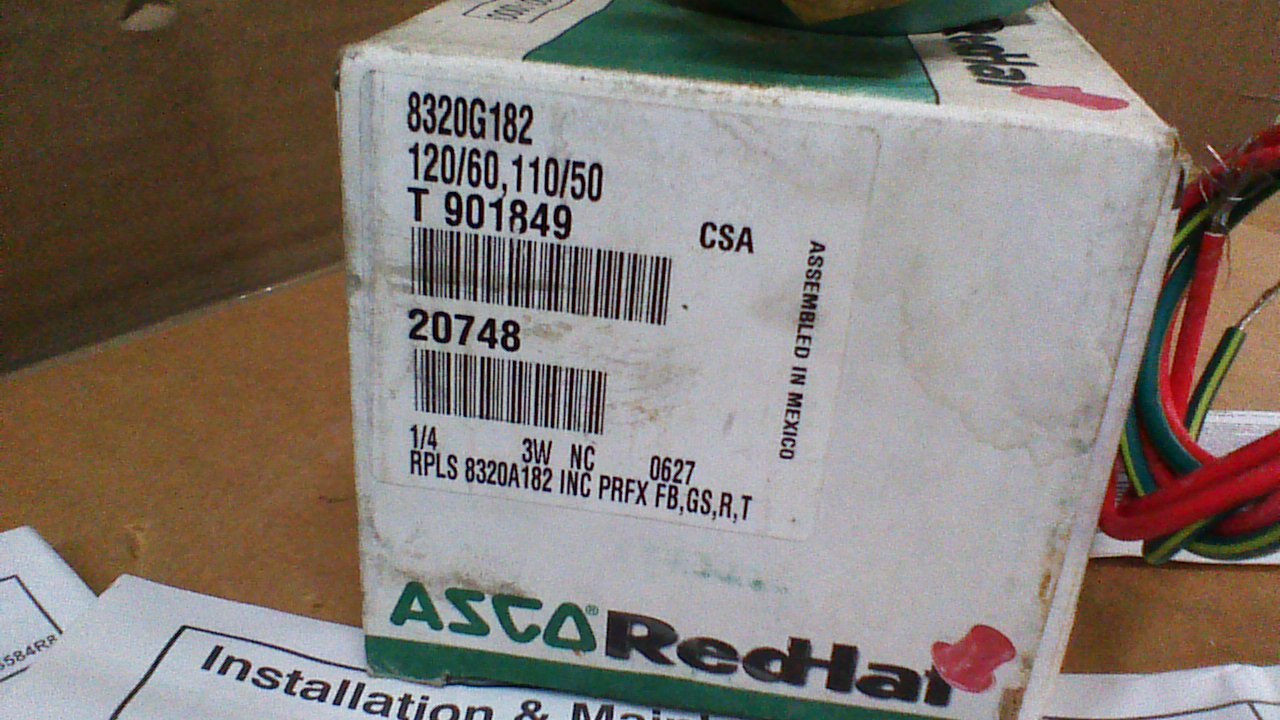 8320G182
120/60,110/50
T 901849
CSA
ASSEMBLED IN MEXICO
20748
1/4 3W NC 0627
RPLS 8320A182 INC PRFX FB,GS,R,T
ASCO® RedHat
Installation &